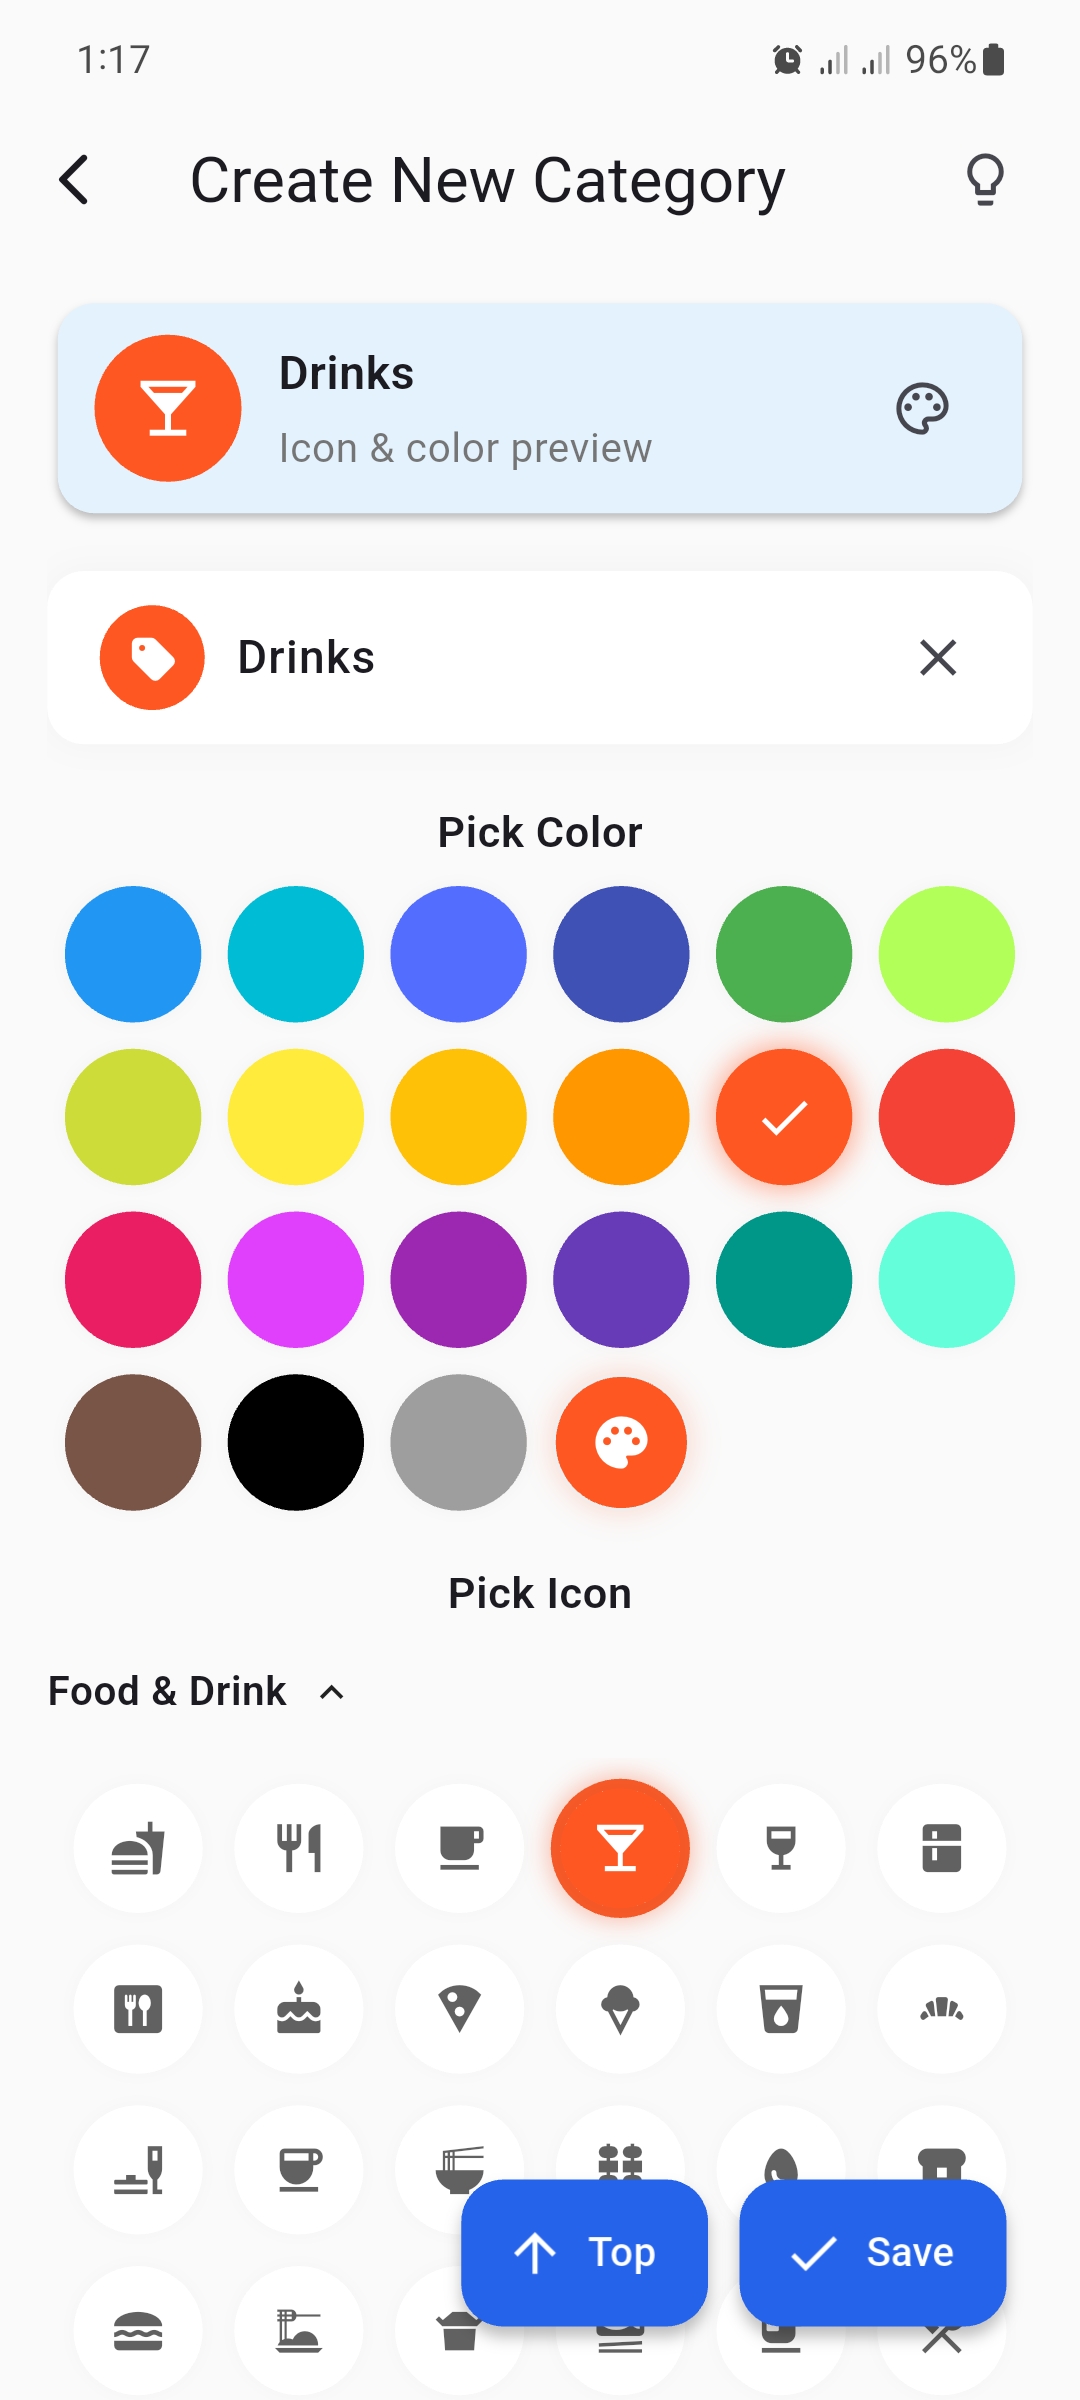 1:17
96%
Create New Category
Drinks
Icon & color preview
Drinks
Pick Color
Pick Icon
Food & Drink
Top
Save